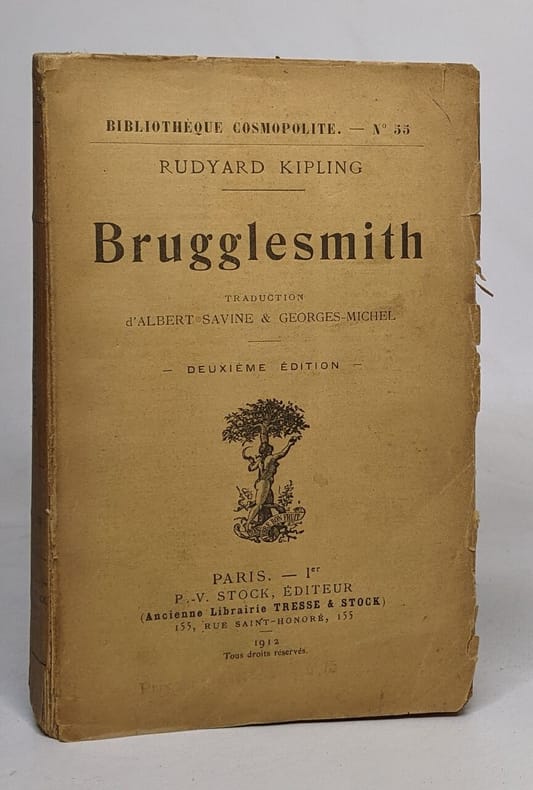 BIBLIOTHÈQUE COSMOPOLITE. — N° 55
RUDYARD KIPLING
Brugglesmith
TRADUCTION
d'ALBERT SAVINE & GEORGES-MICHEL
— DEUXIÈME ÉDITION —
PARIS. — Ier
P.-V. STOCK, ÉDITEUR
(Ancienne Librairie TRESSE & STOCK)
155, RUE SAINT-HONORÉ, 155
1912
Tous droits réservés.